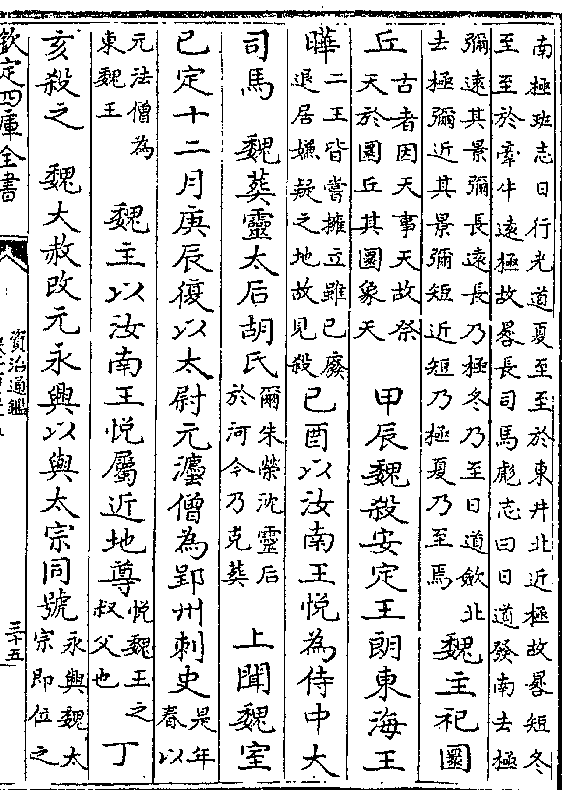 南極班志日行光道夏至至於東井北近極故晷短冬
至至於牽牛遠極故晷長司馬彪志曰日道發南去極
彌遠其景彌長遠長乃極冬乃至日道斂北
去極彌近其景彌短近短乃極夏乃至焉
魏主祀圜
丘
古者因天事天故祭
天於圜丘其圜象天
甲辰魏殺安定王朗東海王
曄
二王皆嘗擁立雖已廢
退居嫌疑之地故見殺
己酉以汝南王悦為侍中大
司馬 魏葬靈太后胡氏
爾朱榮沈靈后
於河今乃克葬
上聞魏室
已定十二月庚辰復以太尉元灋僧為郢州刺史
是年
春以
元法僧為
東魏王
魏主以汝南王悦屬近地尊
悦魏王之
叔父也
丁
亥殺之 魏大赦改元永興以與太宗同號
永興魏太
宗即位之
欽定四庫全書
資治通鑑
三十五